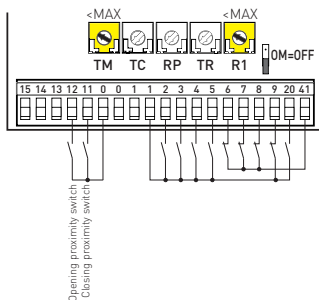 <MAX <MAX
TM TC RP TR R1 OM=OFF
15 14 13 12 11 0 0 1 1 2 3 4 5 6 7 8 9 20 41
Opening proximity switch
Closing proximity switch